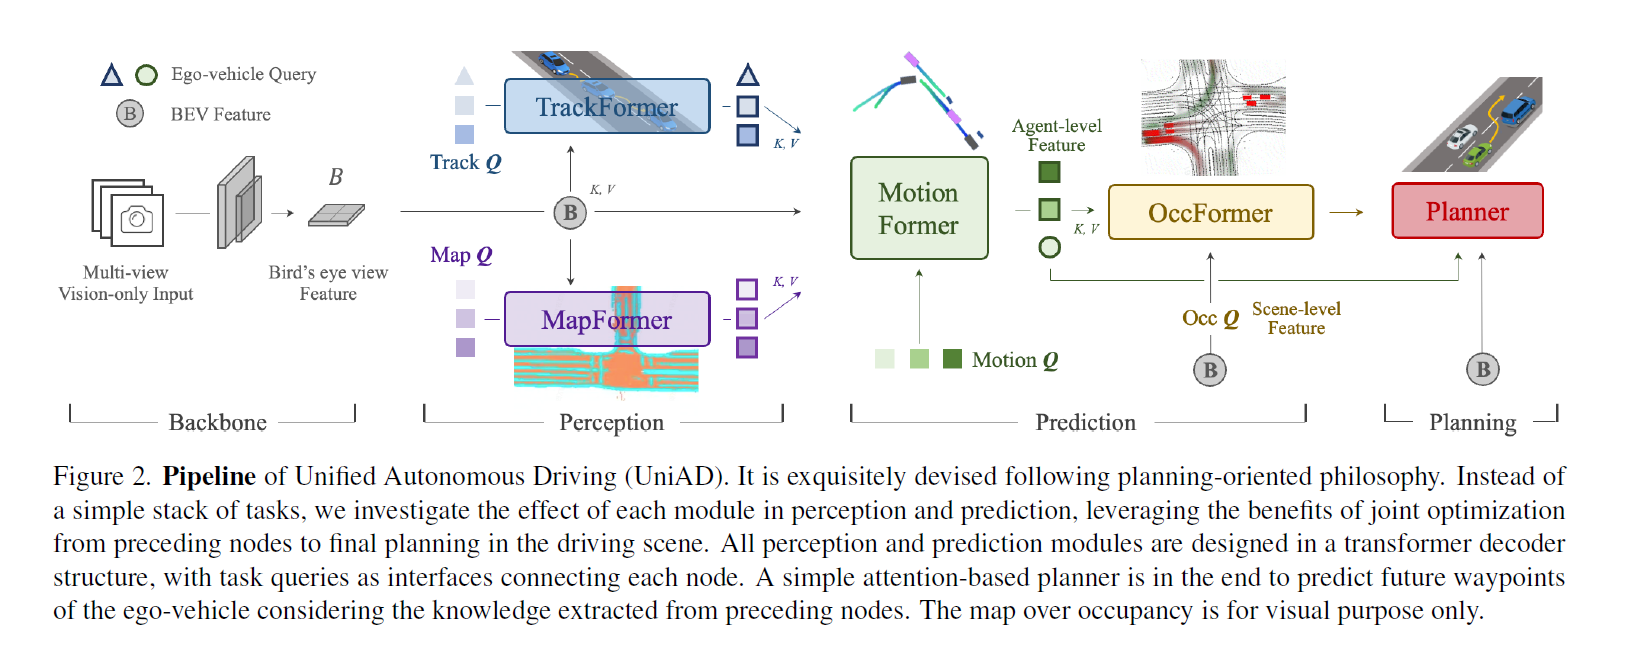 Ego-vehicle Query
B
BEV Feature
B
Multi-view
Vision-only Input
Bird's eye view
Feature
Backbone
TrackFormer
Track Q
K, V
K, V
B
Map Q
K, V
MapFormer
Perception
Motion
Former
Agent-level
Feature
K, V
OccFormer
Planner
Occ Q
Scene-level
Feature
Motion Q
B
B
Prediction
Planning
Figure 2. Pipeline of Unified Autonomous Driving (UniAD). It is exquisitely devised following planning-oriented philosophy. Instead of
a simple stack of tasks, we investigate the effect of each module in perception and prediction, leveraging the benefits of joint optimization
from preceding nodes to final planning in the driving scene. All perception and prediction modules are designed in a transformer decoder
structure, with task queries as interfaces connecting each node. A simple attention-based planner is in the end to predict future waypoints
of the ego-vehicle considering the knowledge extracted from preceding nodes. The map over occupancy is for visual purpose only.